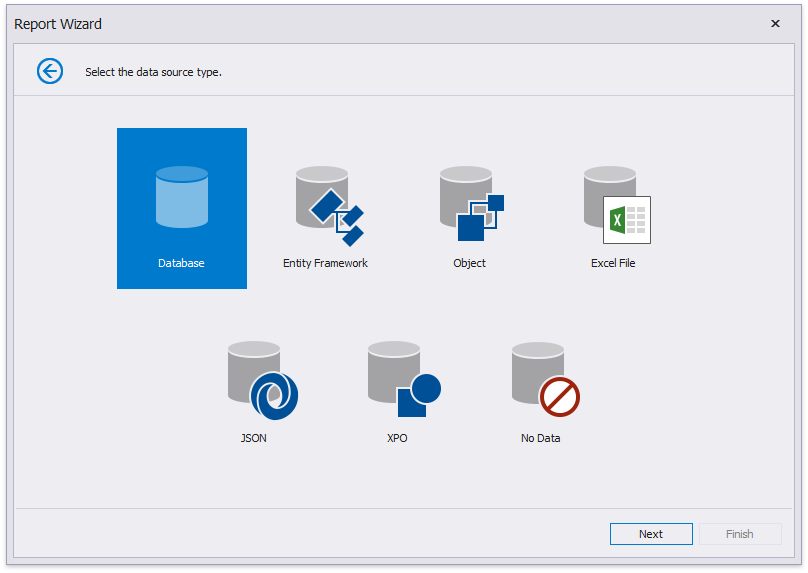 Report Wizard
Select the data source type.
Database
Entity Framework
Object
X
Excel File
JSON
XPO
No Data
Next
Finish